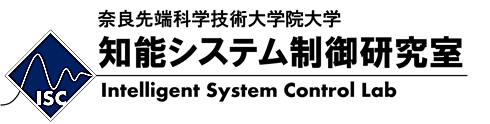 奈良先端科学技術大学院大学
知能システム制御研究室
ISC
Intelligent System Control Lab